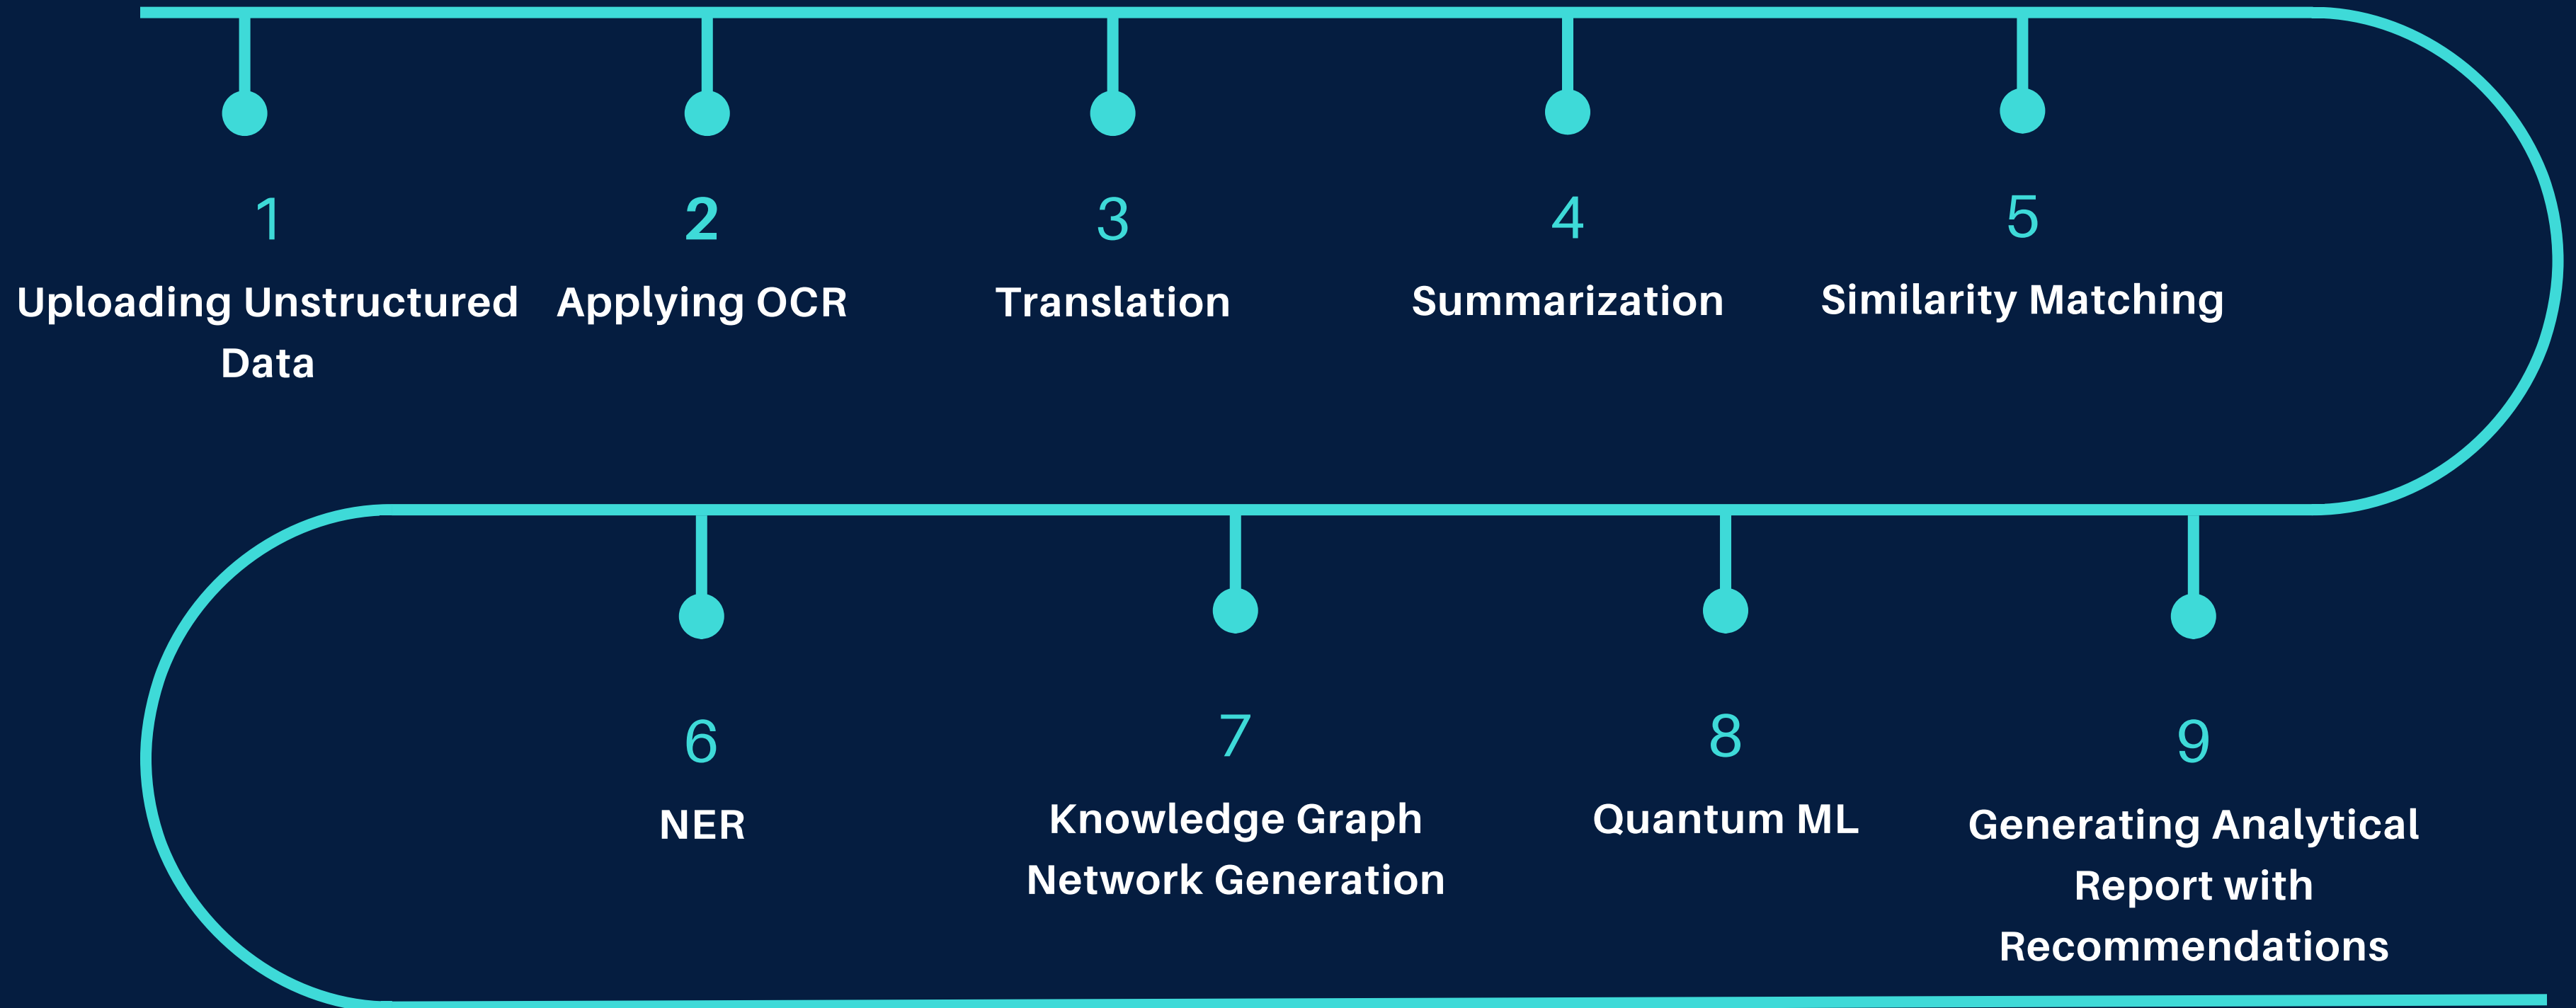 1
Uploading Unstructured
Data
2
Applying OCR
3
Translation
4
Summarization
5
Similarity Matching
6
NER
7
Knowledge Graph
Network Generation
8
Quantum ML
9
Generating Analytical
Report with
Recommendations